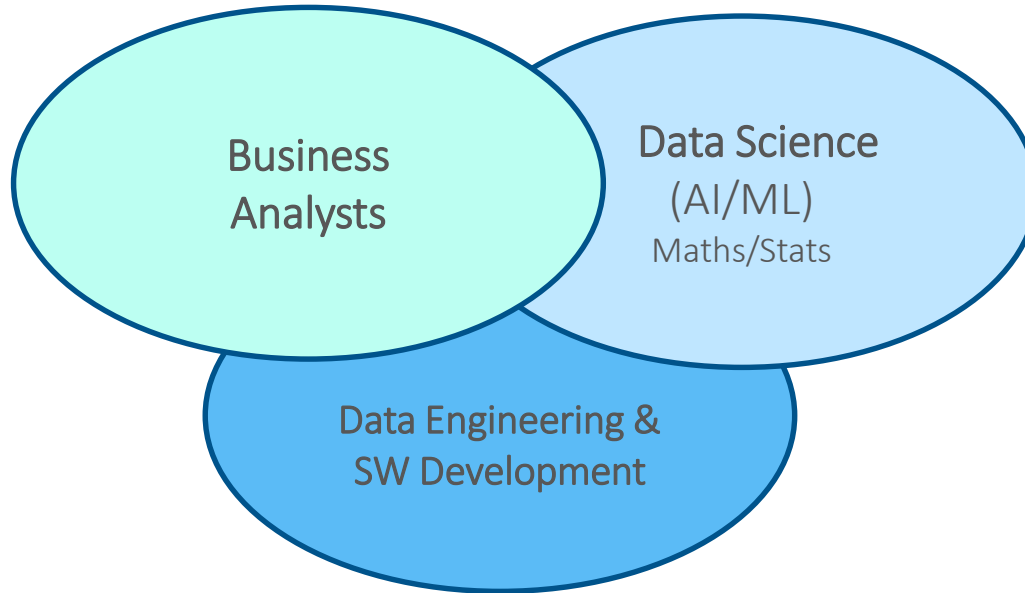 Business
Analysts
Data Science
(AI/ML)
Maths/Stats
Data Engineering &
SW Development